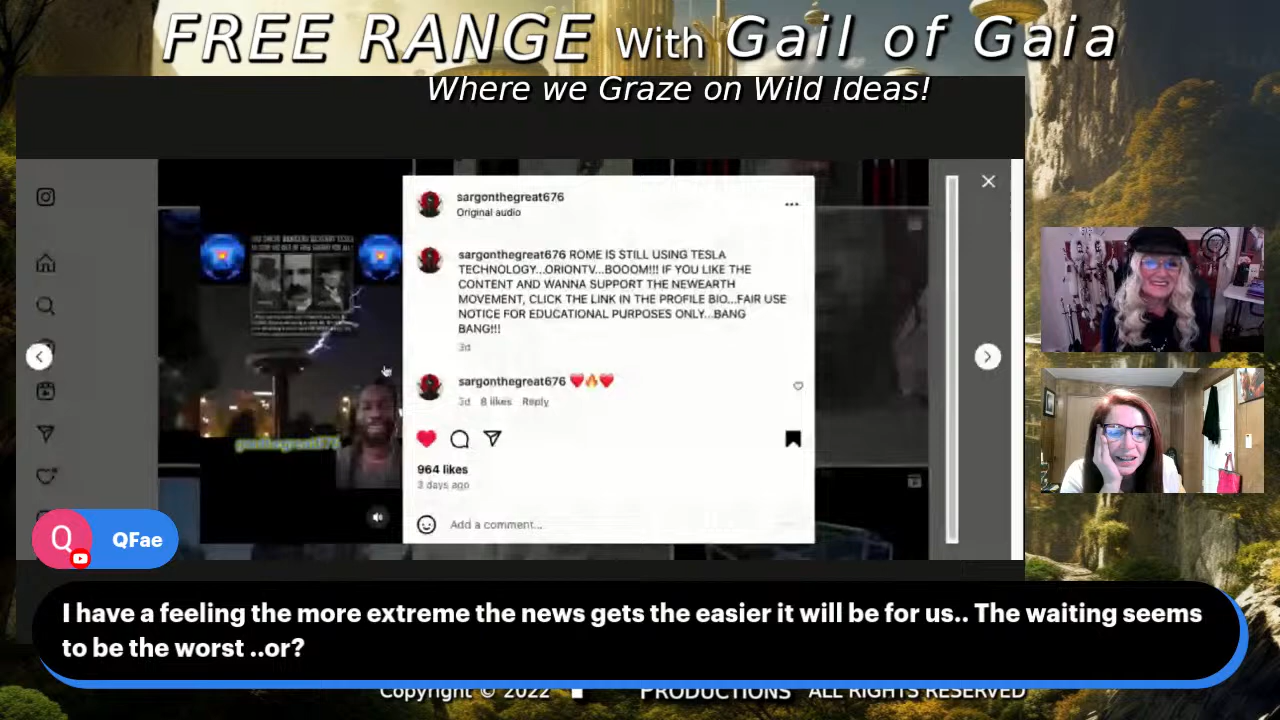 FREE RANGE With Gail of Gaia
Where we Graze on Wild Ideas!
sargonthegreat676
Original audio
sargonthegreat676 ROME IS STILL USING TESLA
TECHNOLOGY...ORIONTV...BOOOM!!! IF YOU LIKE THE
CONTENT AND WANNA SUPPORT THE NEWEARTH
MOVEMENT, CLICK THE LINK IN THE PROFILE BIO...FAIR USE
NOTICE FOR EDUCATIONAL PURPOSES ONLY...BANG
BANG!!!
3d
sargonthegreat676 ❤️🔥❤️
3d 8 likes Reply
964 likes
3 days ago
Add a comment...
Q
QFae
I have a feeling the more extreme the news gets the easier it will be for us.. The waiting seems
to be the worst ..or?
Copyright © 2022 PRODUCTIONS ALL RIGHTS RESERVED